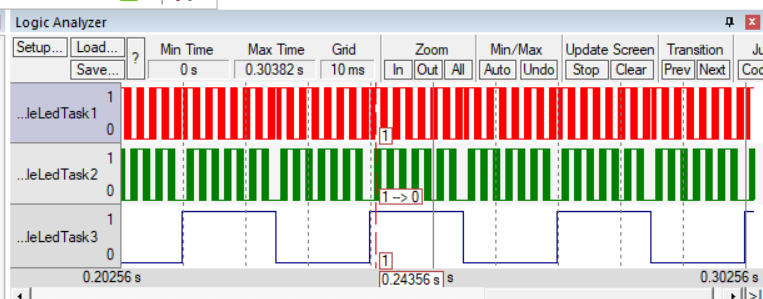 Logic Analyzer
Setup... Load... ? Min Time Max Time Grid Zoom Min/Max Update Screen Transition Ju
Save... 0 s 0.30382 s 10 ms In Out All Auto Undo Stop Clear Prev Next Coo
1
...leLedTask1
0
1
1
...leLedTask2
0
1 --> 0
1
...leLedTask3
0
1
0.20256 s 0.24356 s s 0.30256 s